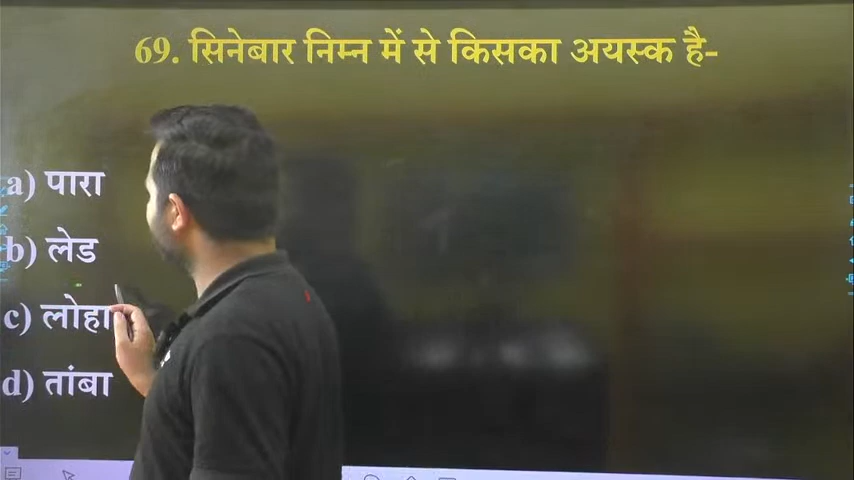 69. सिनेबार निम्न में से किसका अयस्क है-
a) पारा
b) लेड
c) लोहा
d) तांबा